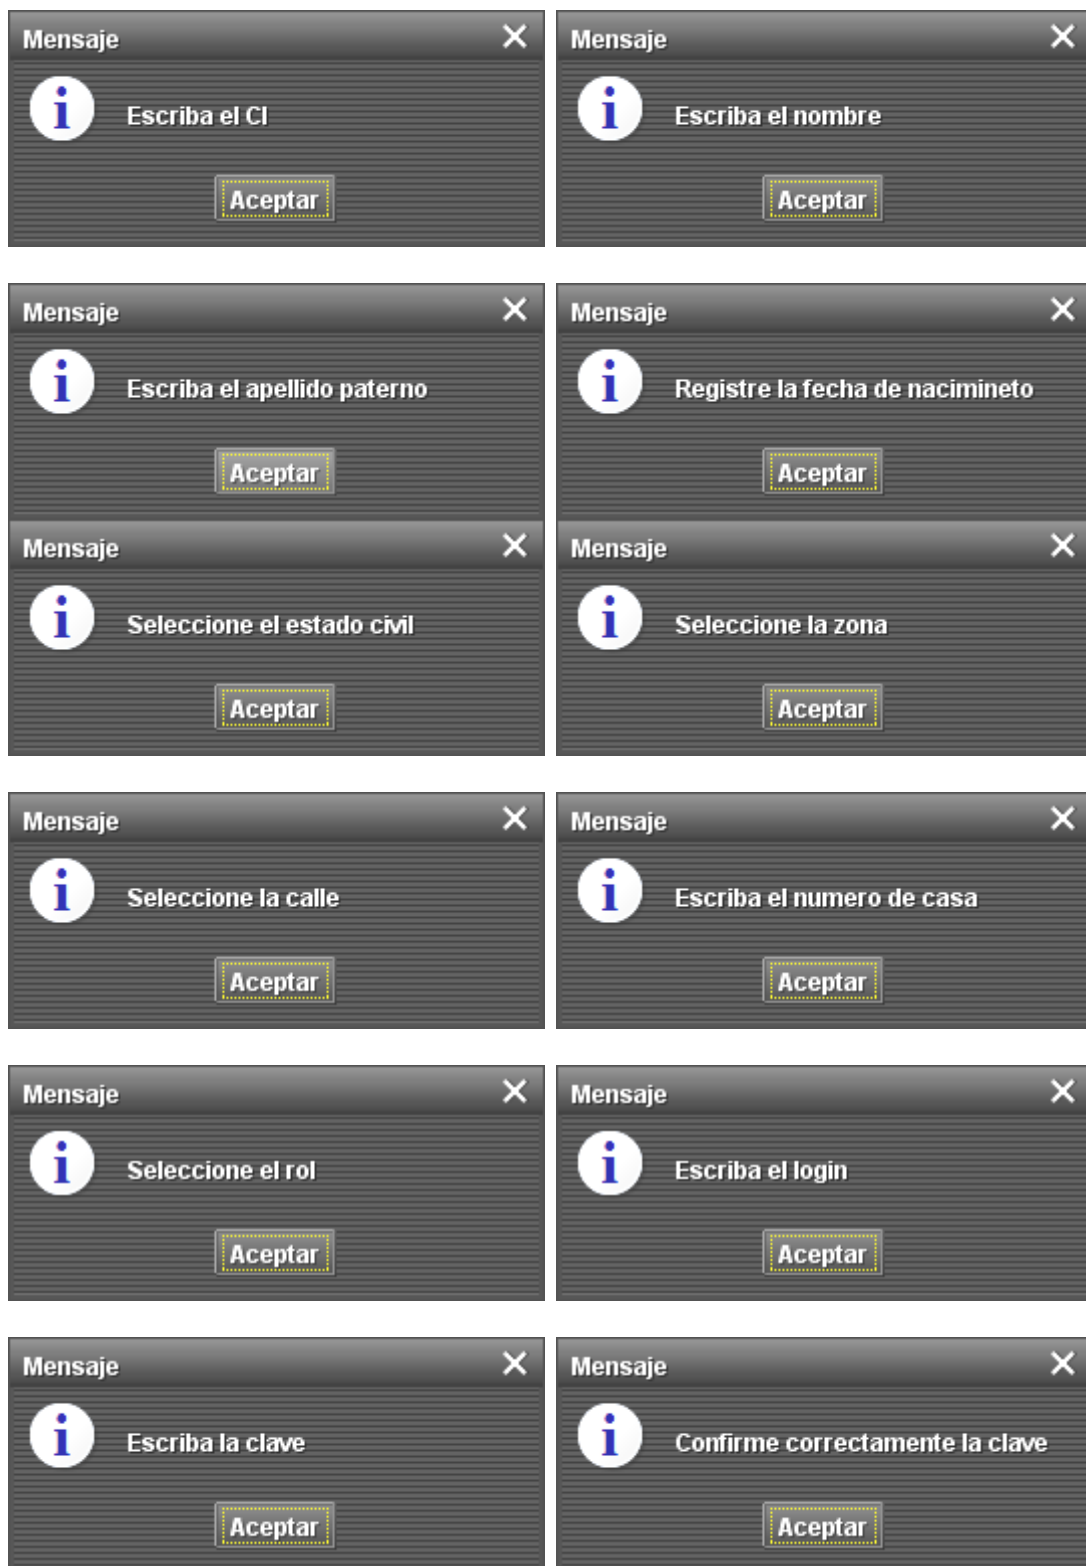 Mensaje
Escriba el CI
Aceptar
Mensaje
Escriba el nombre
Aceptar
Mensaje
Escriba el apellido paterno
Aceptar
Mensaje
Registre la fecha de nacimineto
Aceptar
Mensaje
Seleccione el estado civil
Aceptar
Mensaje
Seleccione la zona
Aceptar
Mensaje
Seleccione la calle
Aceptar
Mensaje
Escriba el numero de casa
Aceptar
Mensaje
Seleccione el rol
Aceptar
Mensaje
Escriba el login
Aceptar
Mensaje
Escriba la clave
Aceptar
Mensaje
Confirme correctamente la clave
Aceptar